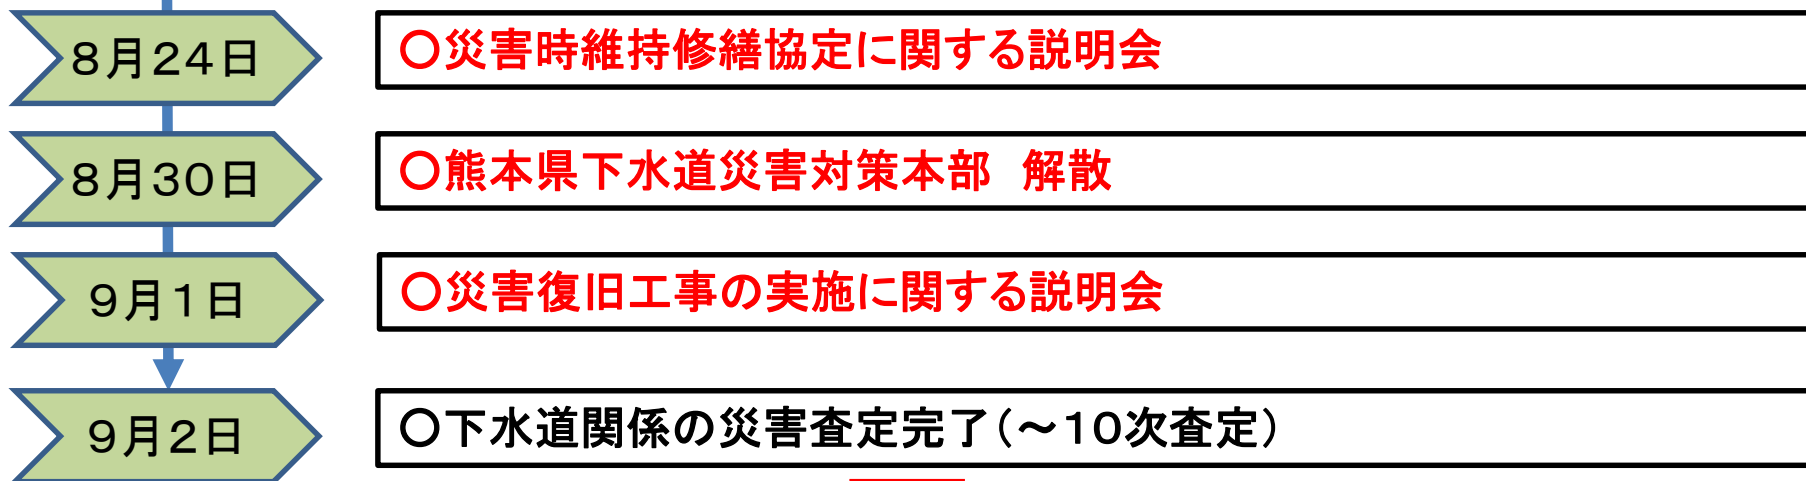 8月24日
○災害時維持修繕協定に関する説明会
8月30日
○熊本県下水道災害対策本部　解散
9月1日
○災害復旧工事の実施に関する説明会
9月2日
○下水道関係の災害査定完了(～10次査定)